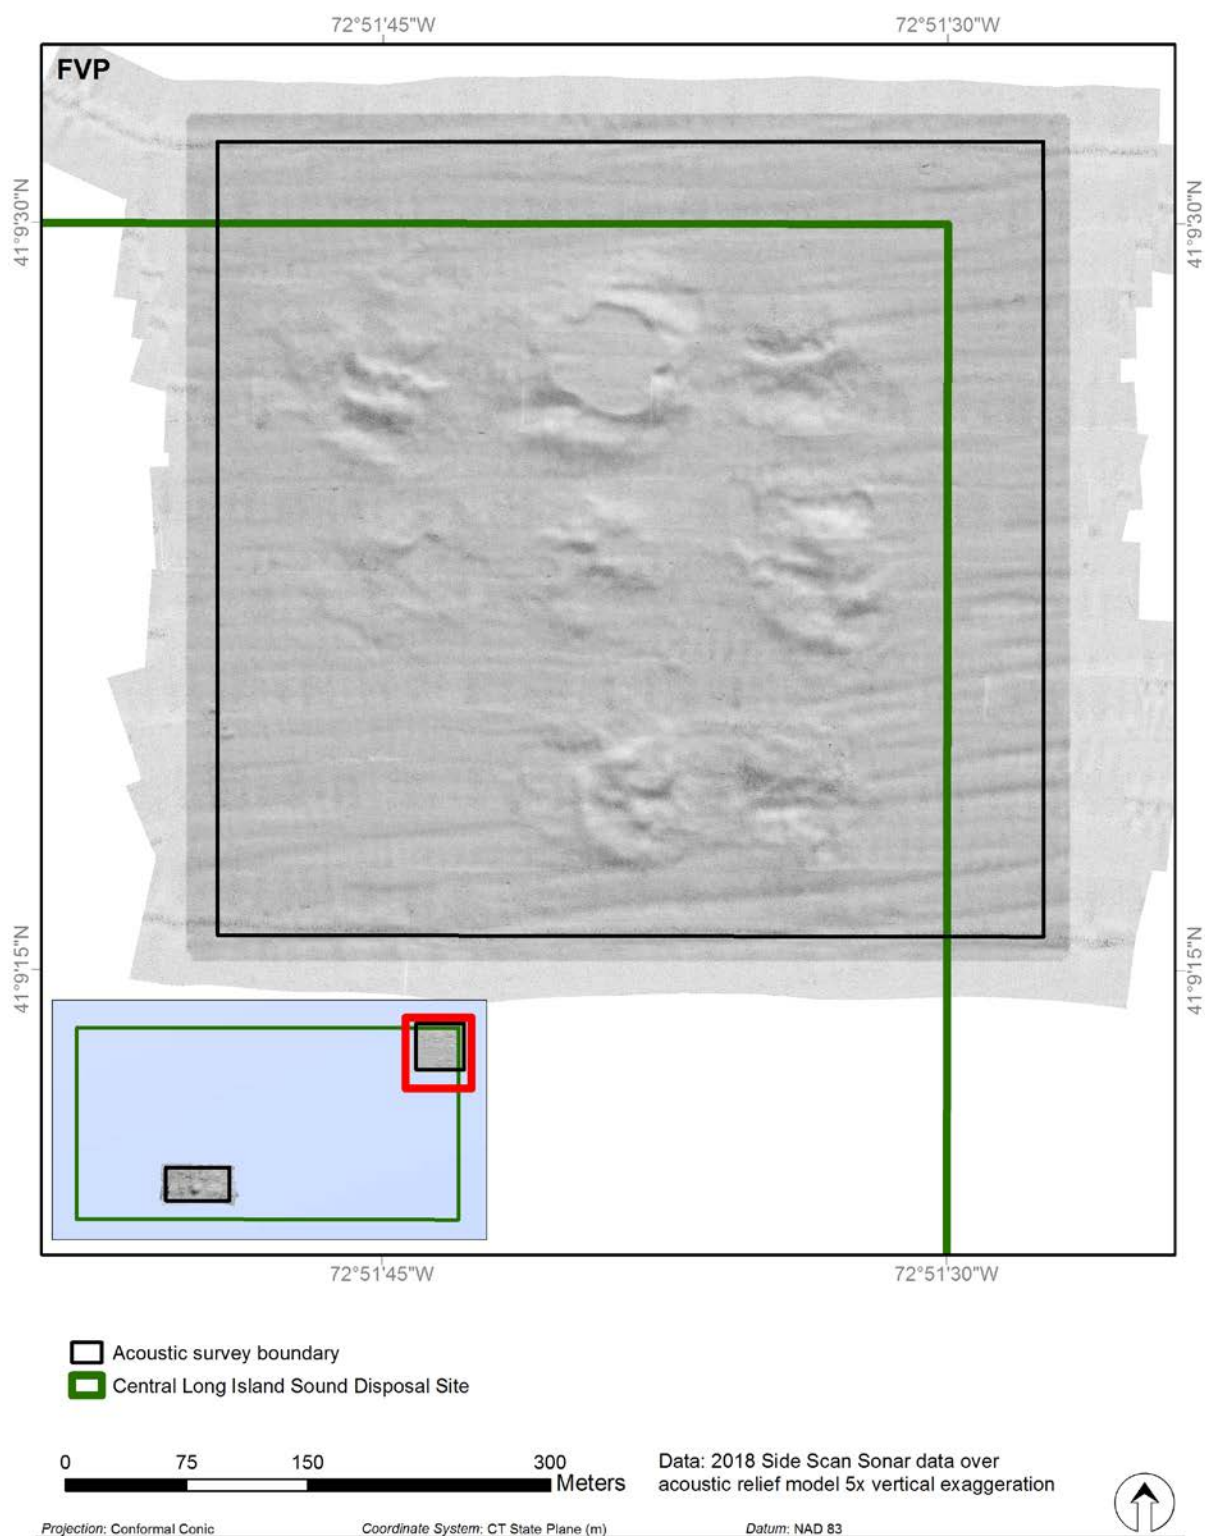 72°51'45"W 72°51'30"W
FVP
41°9'30"N 41°9'30"N
41°9'15"N 41°9'15"N
72°51'45"W 72°51'30"W
Acoustic survey boundary
Central Long Island Sound Disposal Site
0 75 150 300
Meters
Data: 2018 Side Scan Sonar data over
acoustic relief model 5x vertical exaggeration
Projection: Conformal Conic Coordinate System: CT State Plane (m) Datum: NAD 83